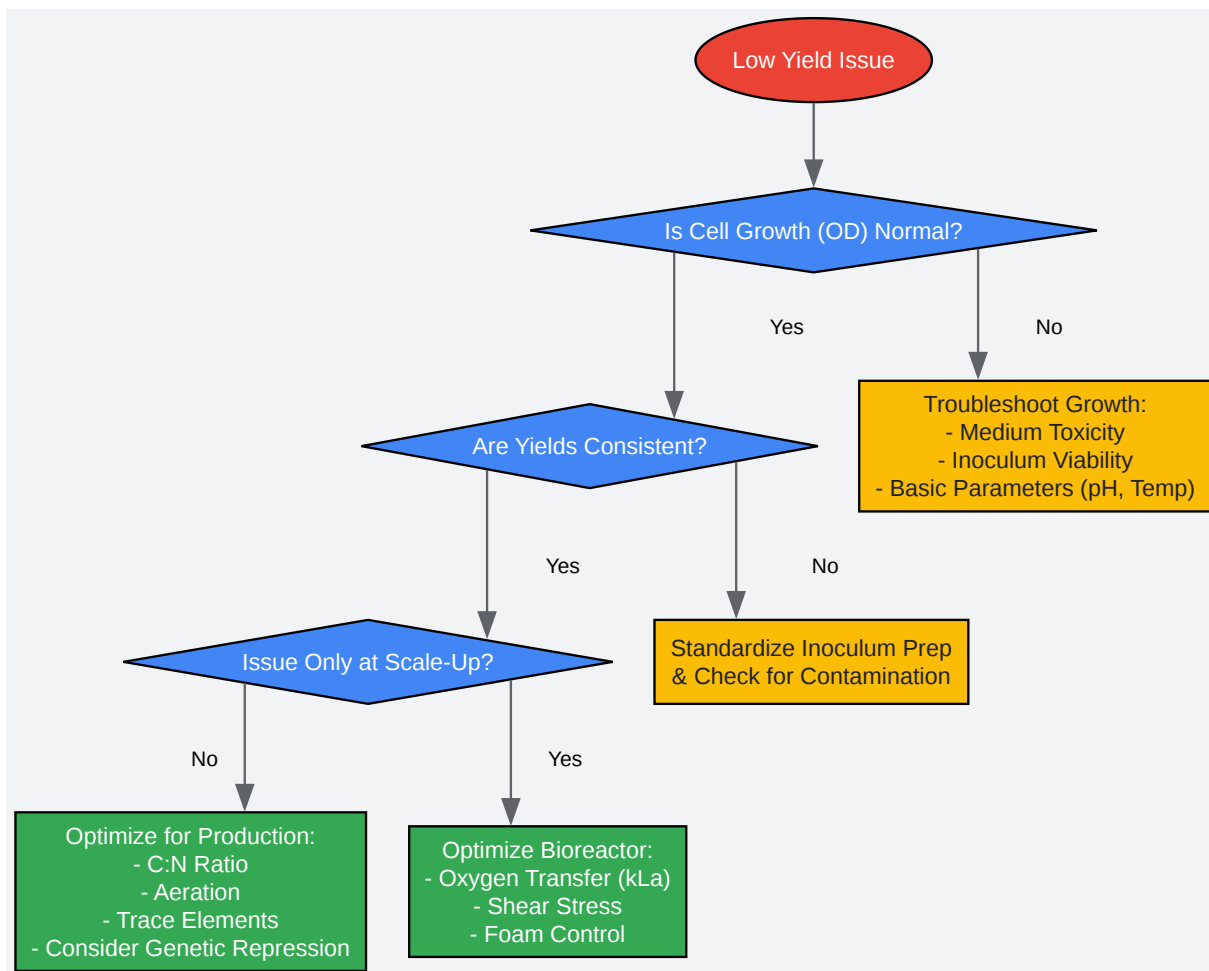 Low Yield Issue
Is Cell Growth (OD) Normal?
Yes
No
Troubleshoot Growth:
- Medium Toxicity
- Inoculum Viability
- Basic Parameters (pH, Temp)
Are Yields Consistent?
Yes
No
Standardize Inoculum Prep
& Check for Contamination
Issue Only at Scale-Up?
No
Yes
Optimize for Production:
- C:N Ratio
- Aeration
- Trace Elements
- Consider Genetic Repression
Optimize Bioreactor:
- Oxygen Transfer (kLa)
- Shear Stress
- Foam Control